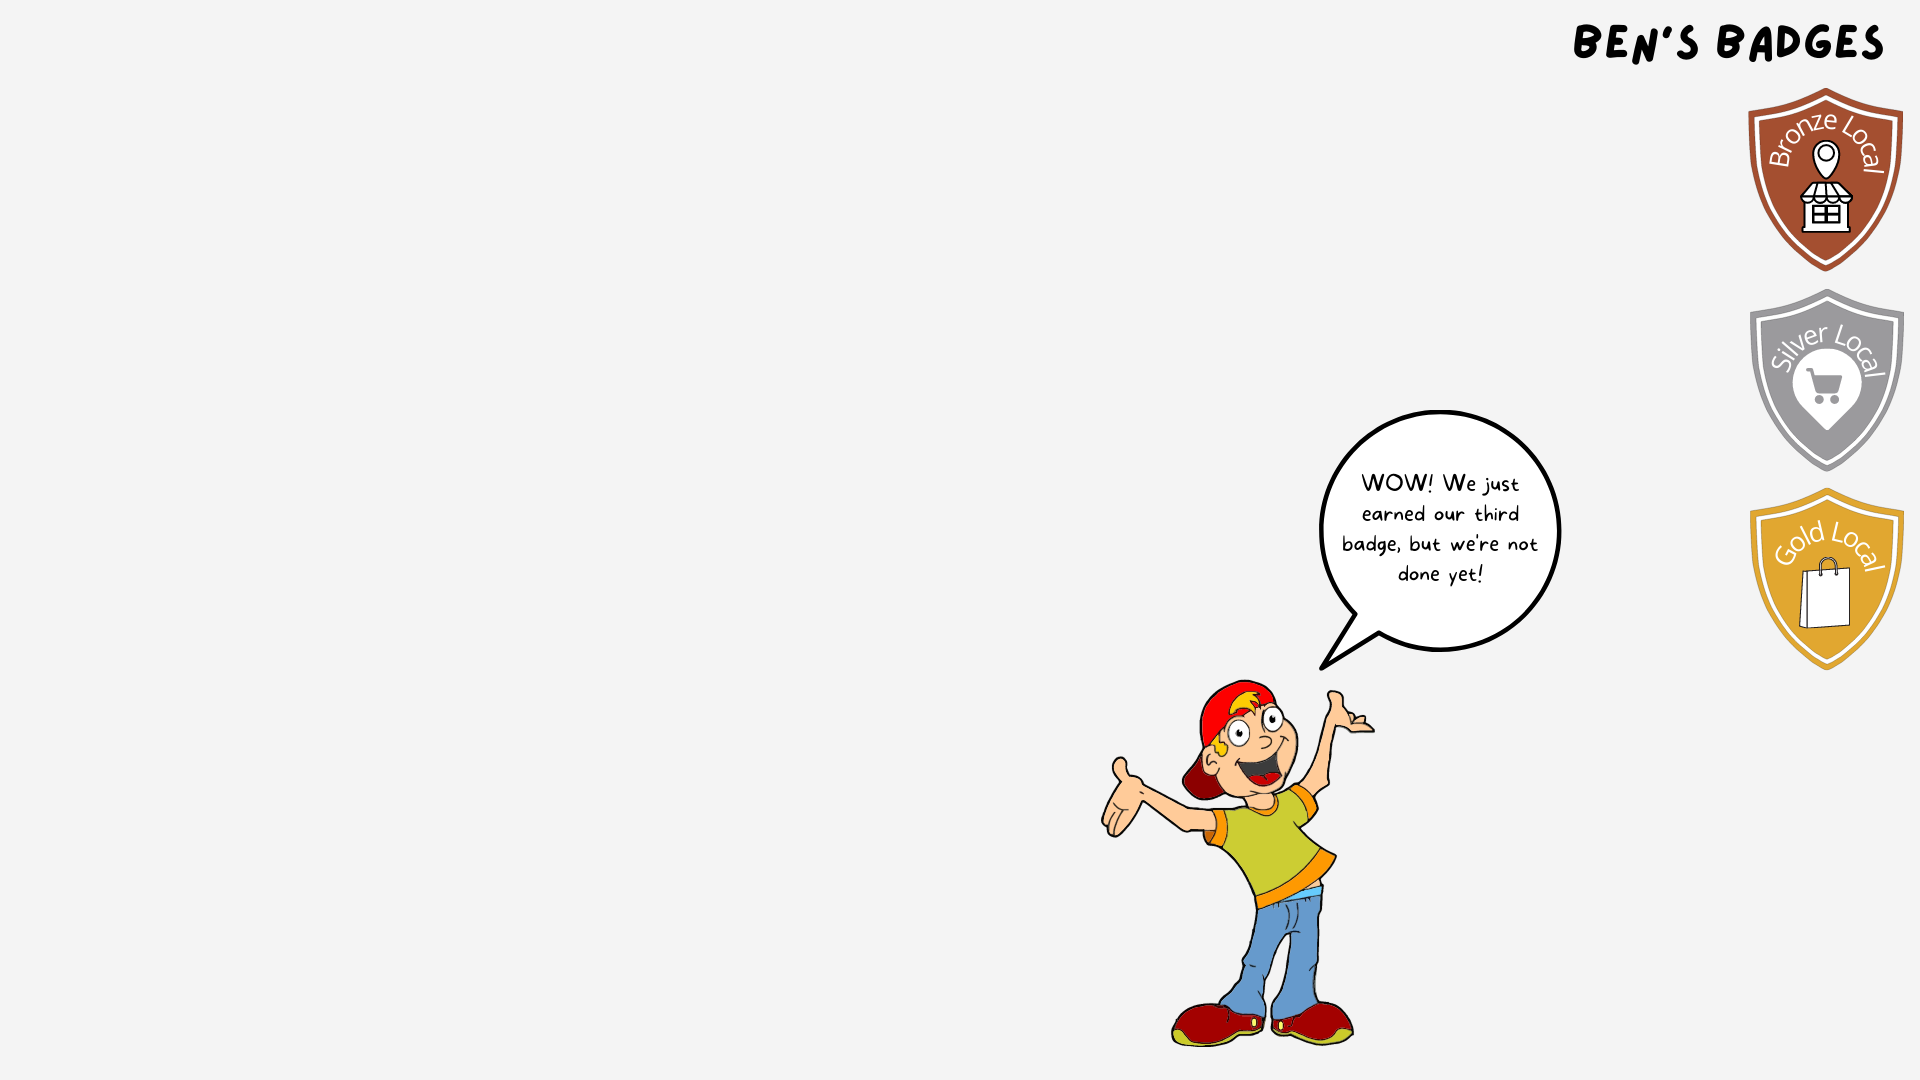 BEN'S BADGES
Bronze Local
Silver Local
WOW! We just
earned our third
badge, but we're not
done yet!
Gold Local